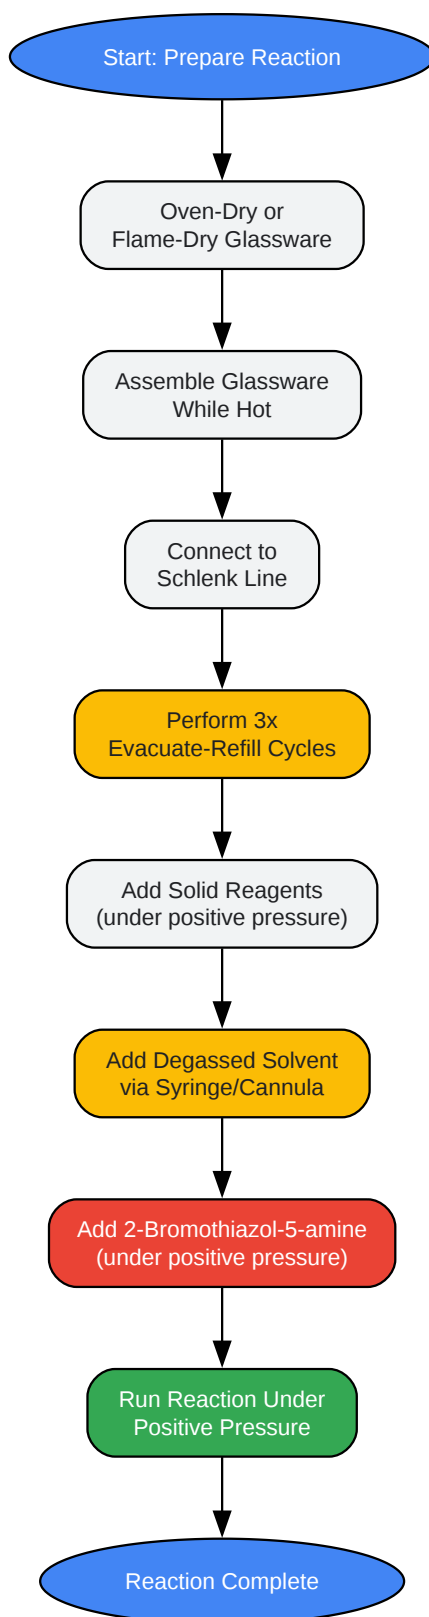 Start: Prepare Reaction
Oven-Dry or
Flame-Dry Glassware
Assemble Glassware
While Hot
Connect to
Schlenk Line
Perform 3x
Evacuate-Refill Cycles
Add Solid Reagents
(under positive pressure)
Add Degassed Solvent
via Syringe/Cannula
Add 2-Bromothiazol-5-amine
(under positive pressure)
Run Reaction Under
Positive Pressure
Reaction Complete